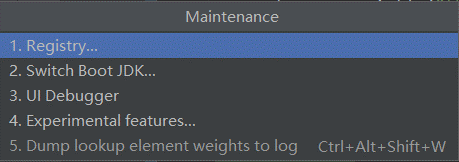 Maintenance
1. Registry...
2. Switch Boot JDK...
3. UI Debugger
4. Experimental features...
5. Dump lookup element weights to log Ctrl+Alt+Shift+W